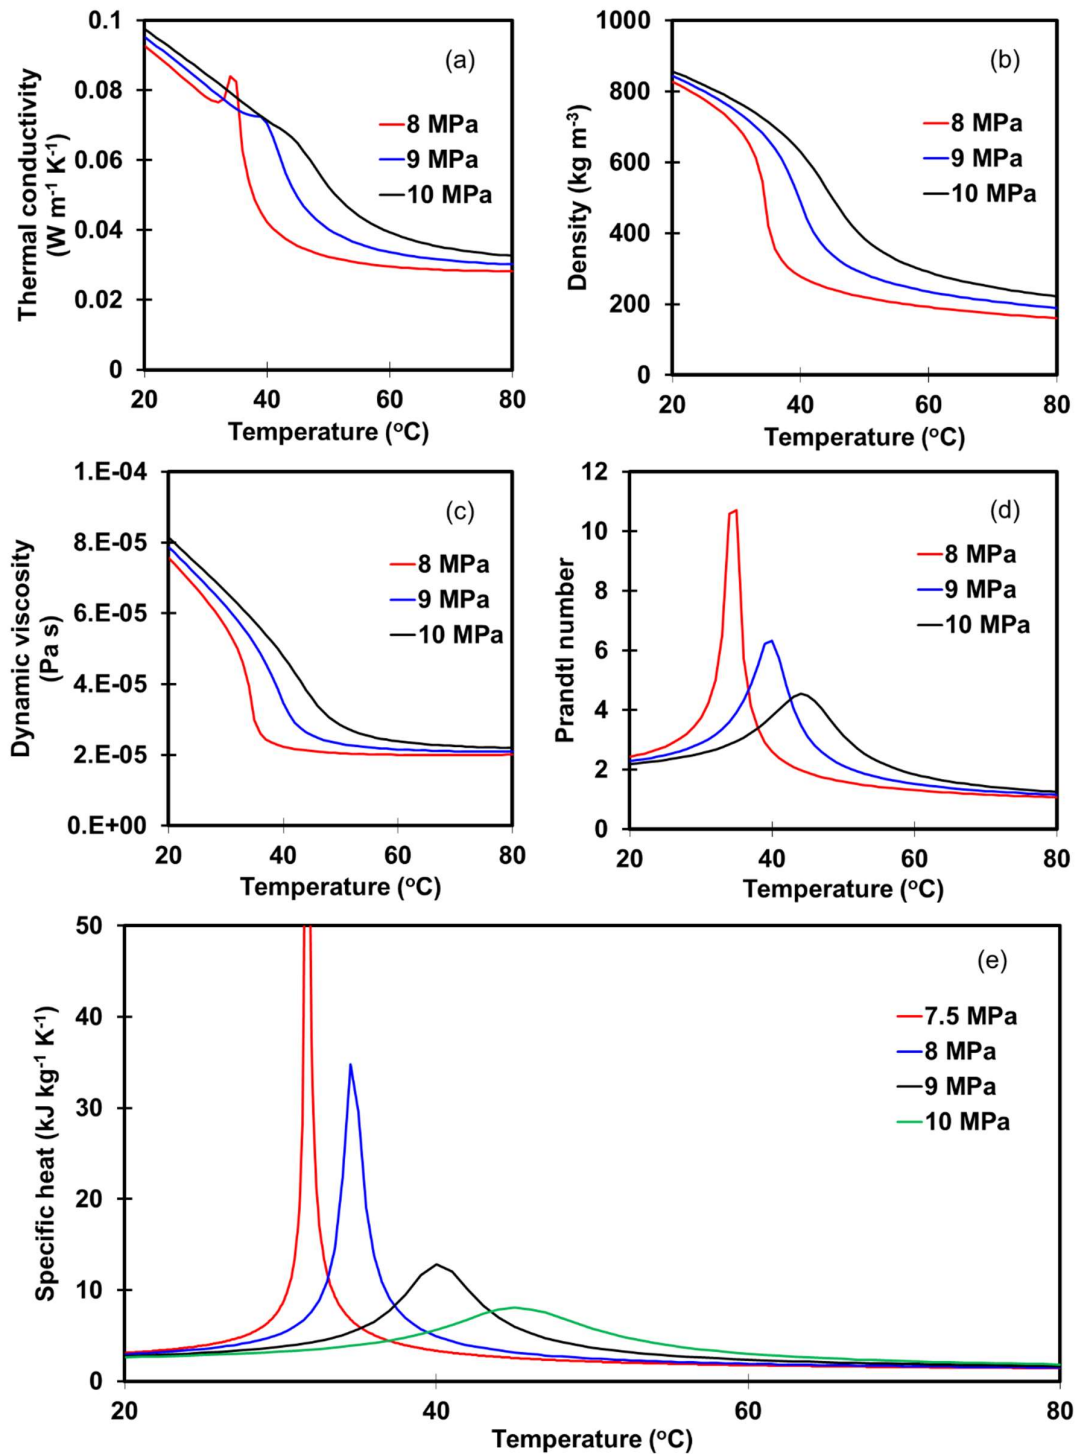 0.1
0.08
0.06
0.04
0.02
0
20 40 60 80
Thermal conductivity
(W m⁻¹ K⁻¹)
Temperature (°C)
(a)
8 MPa
9 MPa
10 MPa
1000
800
600
400
200
0
20 40 60 80
Density (kg m⁻³)
Temperature (°C)
(b)
8 MPa
9 MPa
10 MPa
1.E-04
8.E-05
6.E-05
4.E-05
2.E-05
0.E+00
20 40 60 80
Dynamic viscosity
(Pa s)
Temperature (°C)
(c)
8 MPa
9 MPa
10 MPa
12
10
8
6
4
2
0
20 40 60 80
Prandtl number
Temperature (°C)
(d)
8 MPa
9 MPa
10 MPa
50
40
30
20
10
0
20 40 60 80
Specific heat (kJ kg⁻¹ K⁻¹)
Temperature (°C)
(e)
7.5 MPa
8 MPa
9 MPa
10 MPa